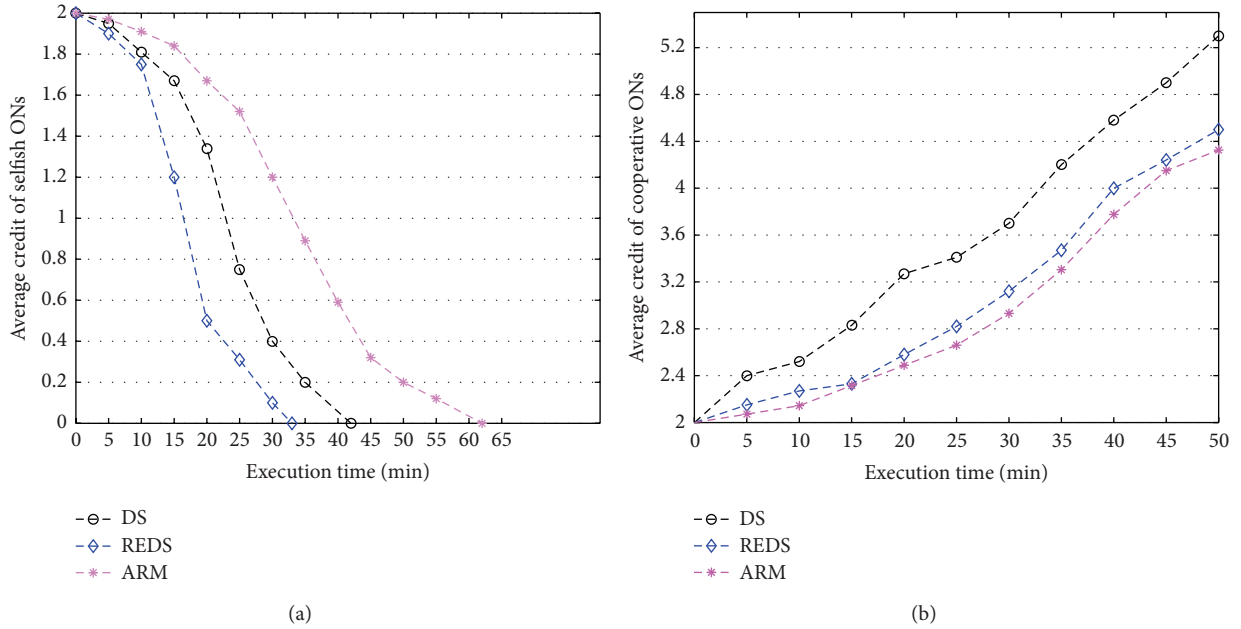 2
1.8
1.6
1.4
1.2
1
0.8
0.6
0.4
0.2
0
Average credit of selfish ONs
0 5 10 15 20 25 30 35 40 45 50 55 60 65
Execution time (min)
DS
REDS
ARM
(a)
5.2
4.8
4.4
4
3.6
3.2
2.8
2.4
2
Average credit of cooperative ONs
0 5 10 15 20 25 30 35 40 45 50
Execution time (min)
DS
REDS
ARM
(b)